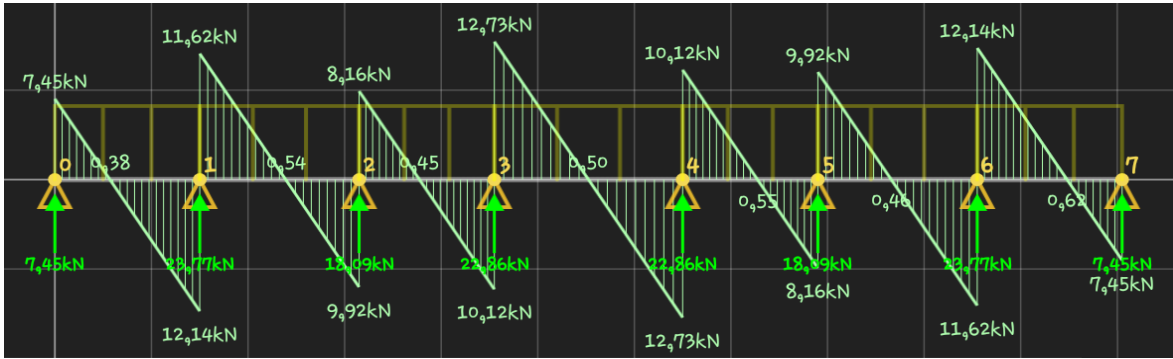 12,73kN
12,14kN
11,62kN
10,12kN
9,92kN
8,16kN
7,45kN
0 1 2 3 4 5 6 7
0,38 0,54 0,45 0,50
0,55 0,46 0,62
7,45kN 23,77kN 18,09kN 22,86kN 22,86kN 18,09kN 23,77kN 7,45kN
7,45kN
8,16kN
9,92kN 10,12kN
11,62kN
12,14kN
12,73kN